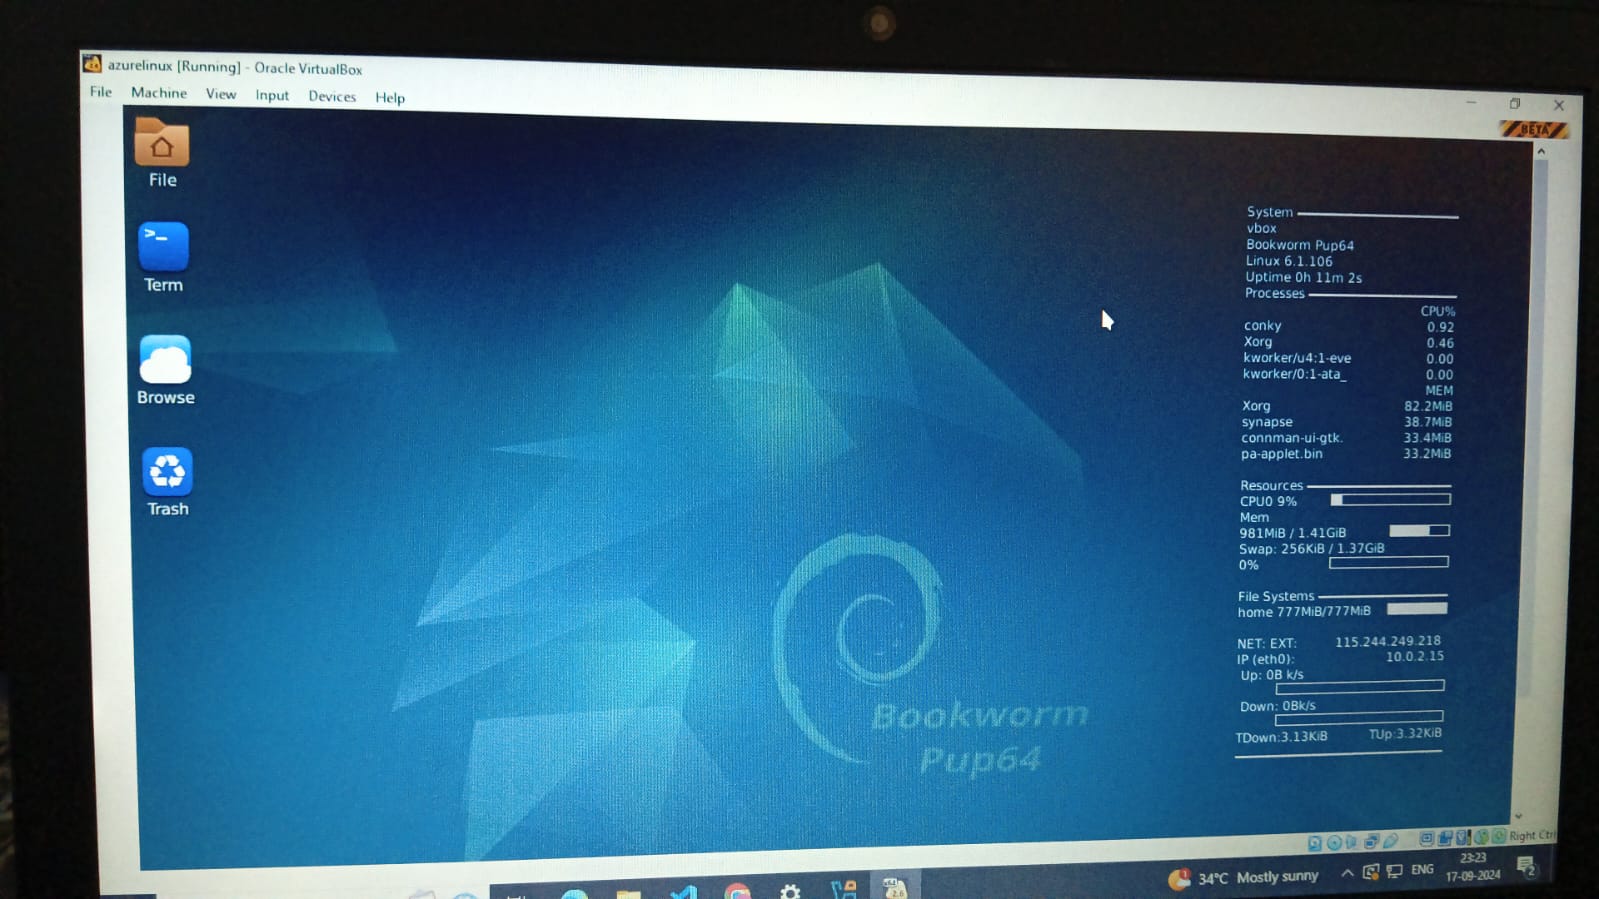 azurelinux [Running] - Oracle VirtualBox
File Machine View Input Devices Help
BETA
File
Term
Browse
Trash
System
vbox
Bookworm Pup64
Linux 6.1.106
Uptime 0h 11m 2s
Processes
CPU%
conky 0.92
Xorg 0.46
kworker/u4:1-eve 0.00
kworker/0:1-ata_ 0.00
MEM
Xorg 82.2MiB
synapse 38.7MiB
connman-ui-gtk. 33.4MiB
pa-applet.bin 33.2MiB
Resources
CPU0 9%
Mem
981MiB / 1.41GiB
Swap: 256KiB / 1.37GiB
0%
File Systems
home 777MiB/777MiB
NET: EXT: 115.244.249.218
IP (eth0): 10.0.2.15
Up: 0B k/s
Down: 0Bk/s
TDown:3.13KiB TUp:3.32KiB
Bookworm
Pup64
Right Ctrl
34°C Mostly sunny
ENG
23:23
17-09-2024
2